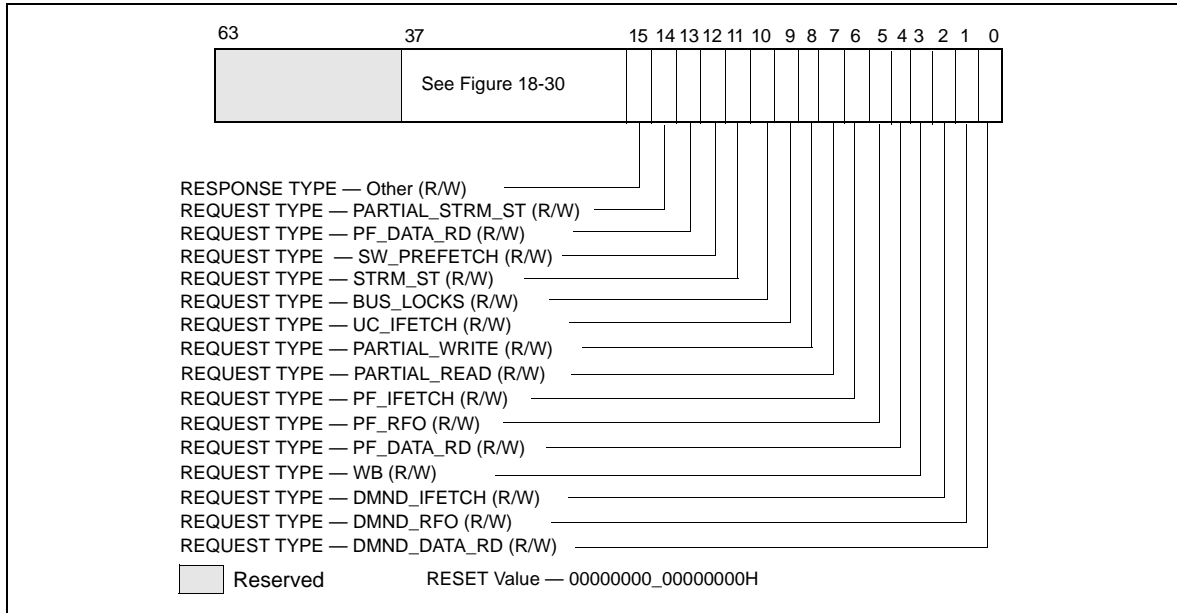 63 37 15 14 13 12 11 10 9 8 7 6 5 4 3 2 1 0
See Figure 18-30
RESPONSE TYPE — Other (R/W)
REQUEST TYPE — PARTIAL_STRM_ST (R/W)
REQUEST TYPE — PF_DATA_RD (R/W)
REQUEST TYPE — SW_PREFETCH (R/W)
REQUEST TYPE — STRM_ST (R/W)
REQUEST TYPE — BUS_LOCKS (R/W)
REQUEST TYPE — UC_IFETCH (R/W)
REQUEST TYPE — PARTIAL_WRITE (R/W)
REQUEST TYPE — PARTIAL_READ (R/W)
REQUEST TYPE — PF_IFETCH (R/W)
REQUEST TYPE — PF_RFO (R/W)
REQUEST TYPE — PF_DATA_RD (R/W)
REQUEST TYPE — WB (R/W)
REQUEST TYPE — DMND_IFETCH (R/W)
REQUEST TYPE — DMND_RFO (R/W)
REQUEST TYPE — DMND_DATA_RD (R/W)
Reserved RESET Value — 00000000_00000000H